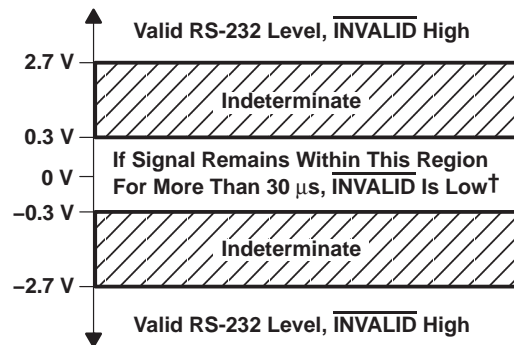 Valid RS-232 Level, INVALID High
2.7 V
Indeterminate
0.3 V
If Signal Remains Within This Region
0 V
For More Than 30 μs, INVALID Is Low†
−0.3 V
Indeterminate
−2.7 V
Valid RS-232 Level, INVALID High